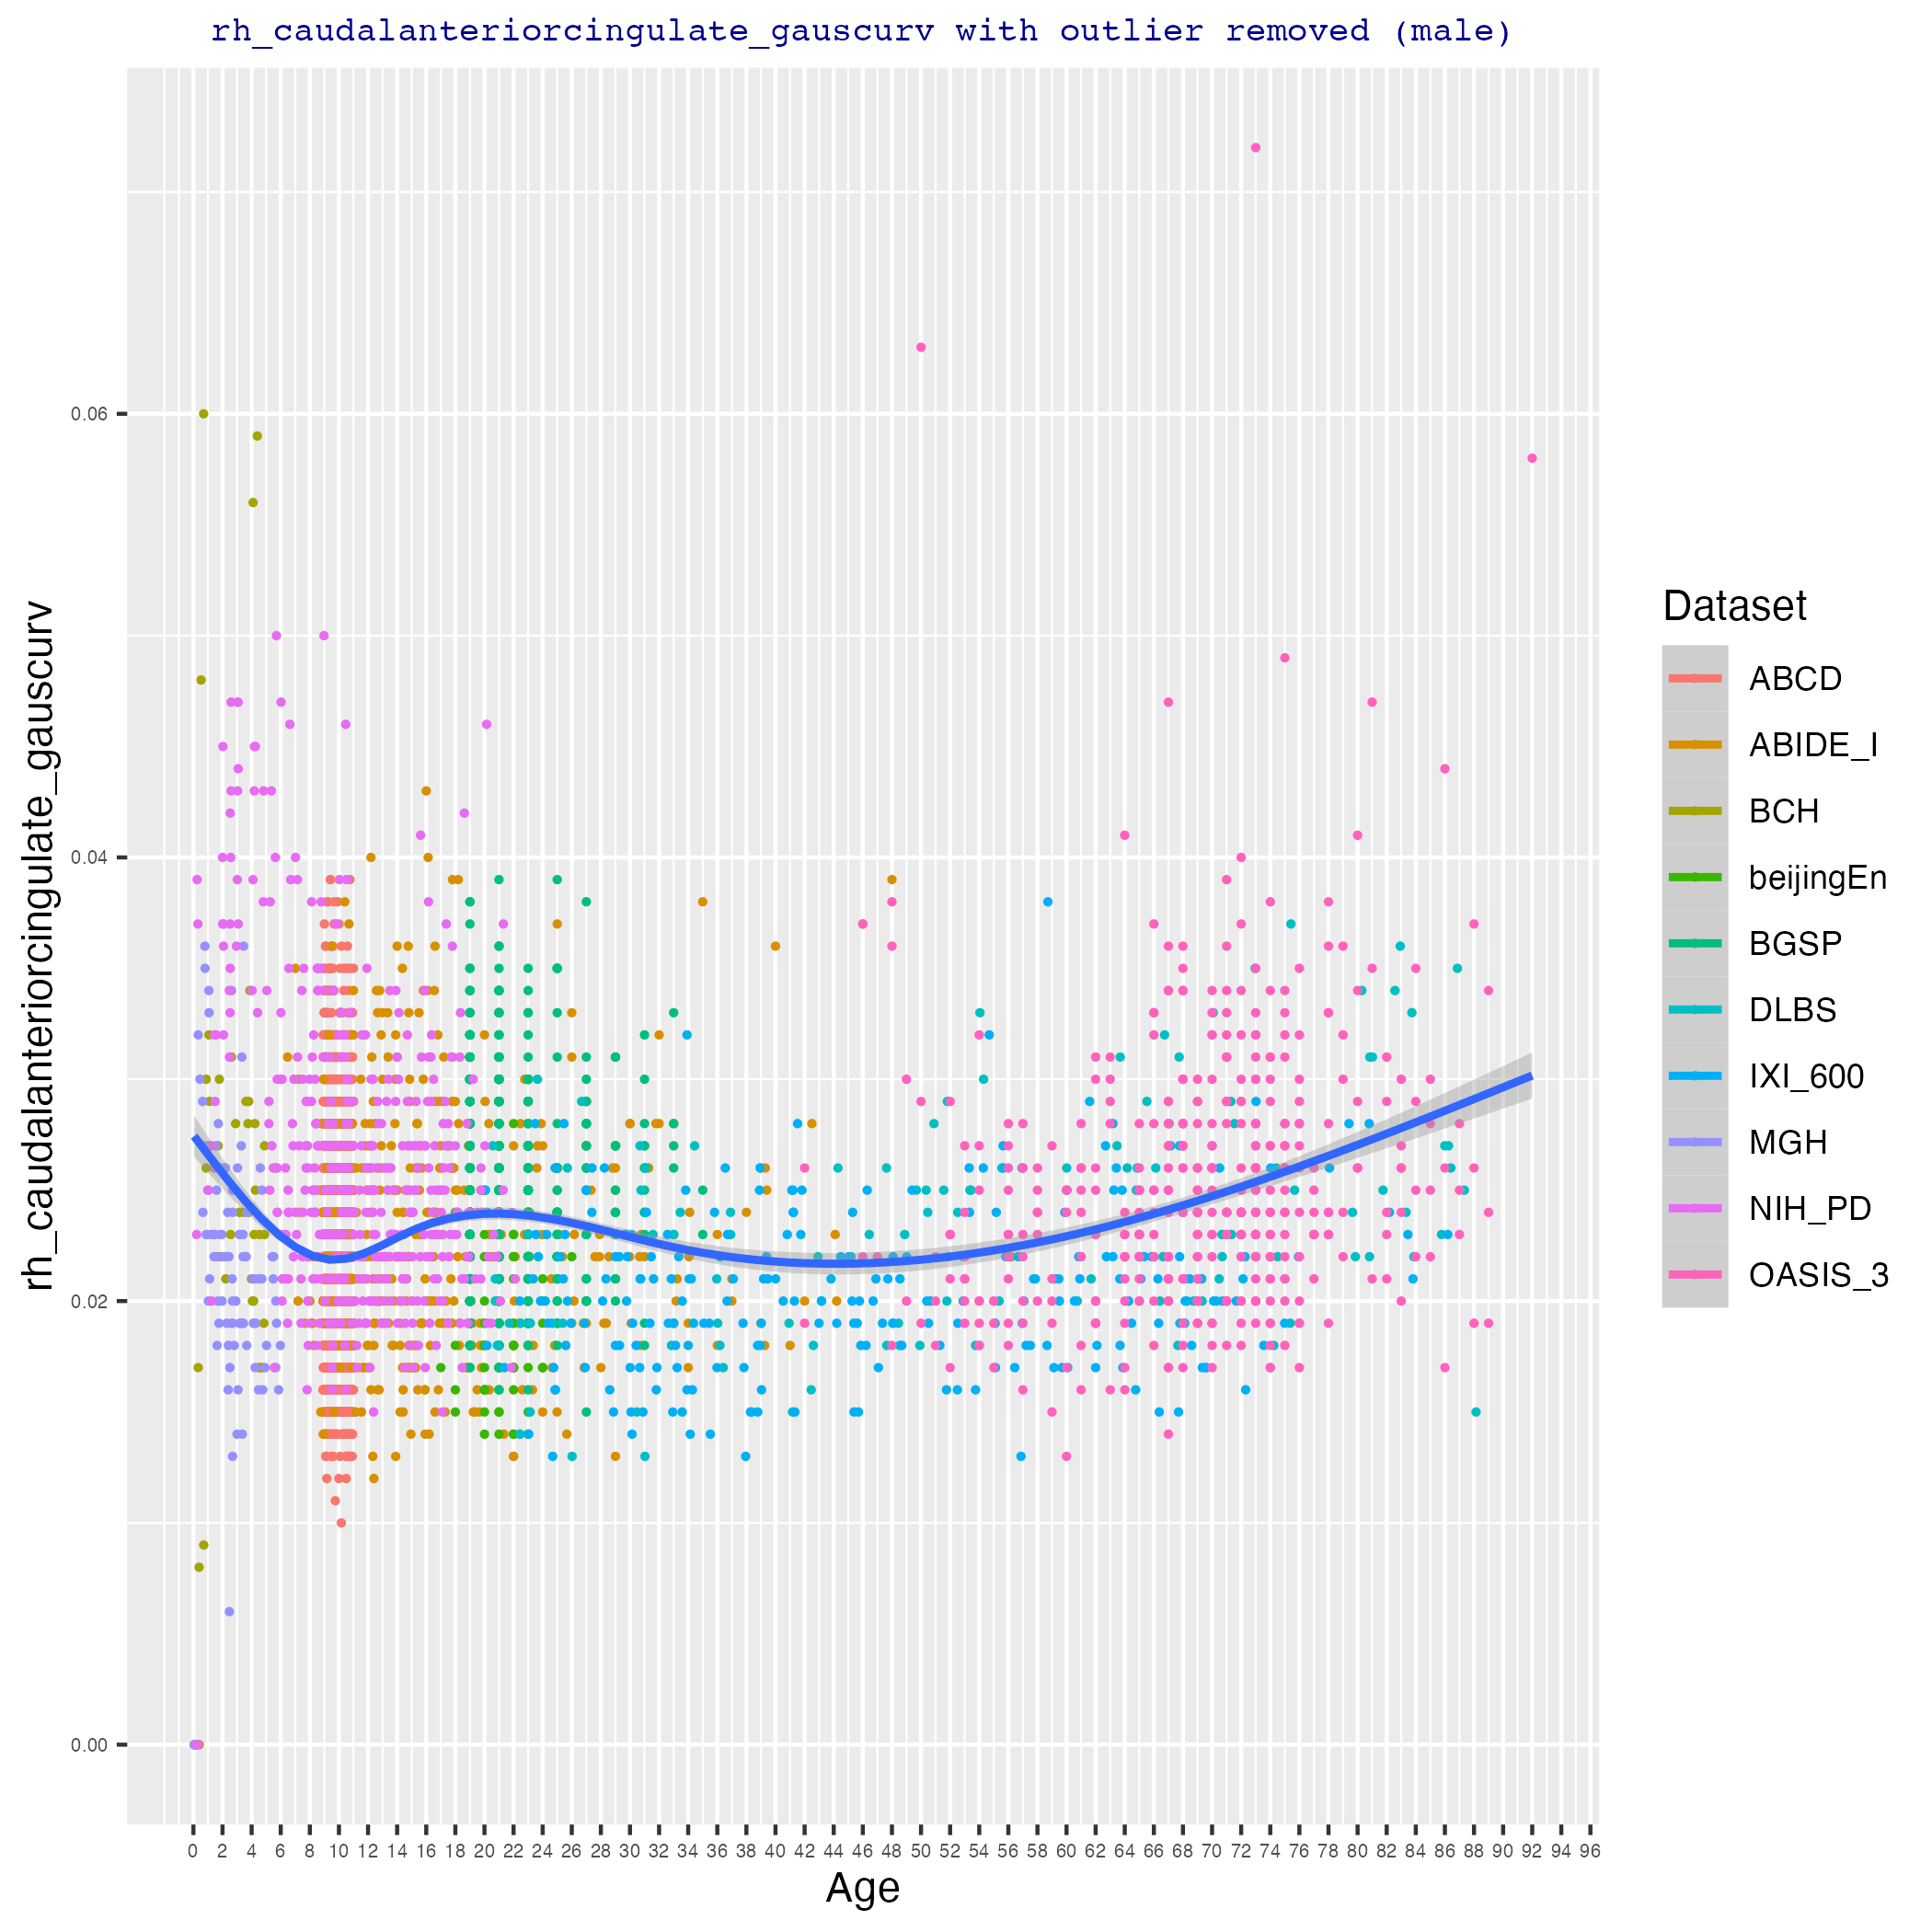 rh_caudalanteriorcingulate_gauscurv with outlier removed (male)
rh_caudalanteriorcingulate_gauscurv
0.06
0.04
0.02
0.00
0 2 4 6 8 10 12 14 16 18 20 22 24 26 28 30 32 34 36 38 40 42 44 46 48 50 52 54 56 58 60 62 64 66 68 70 72 74 76 78 80 82 84 86 88 90 92 94 96
Age
Dataset
ABCD
ABIDE_I
BCH
beijingEn
BGSP
DLBS
IXI_600
MGH
NIH_PD
OASIS_3